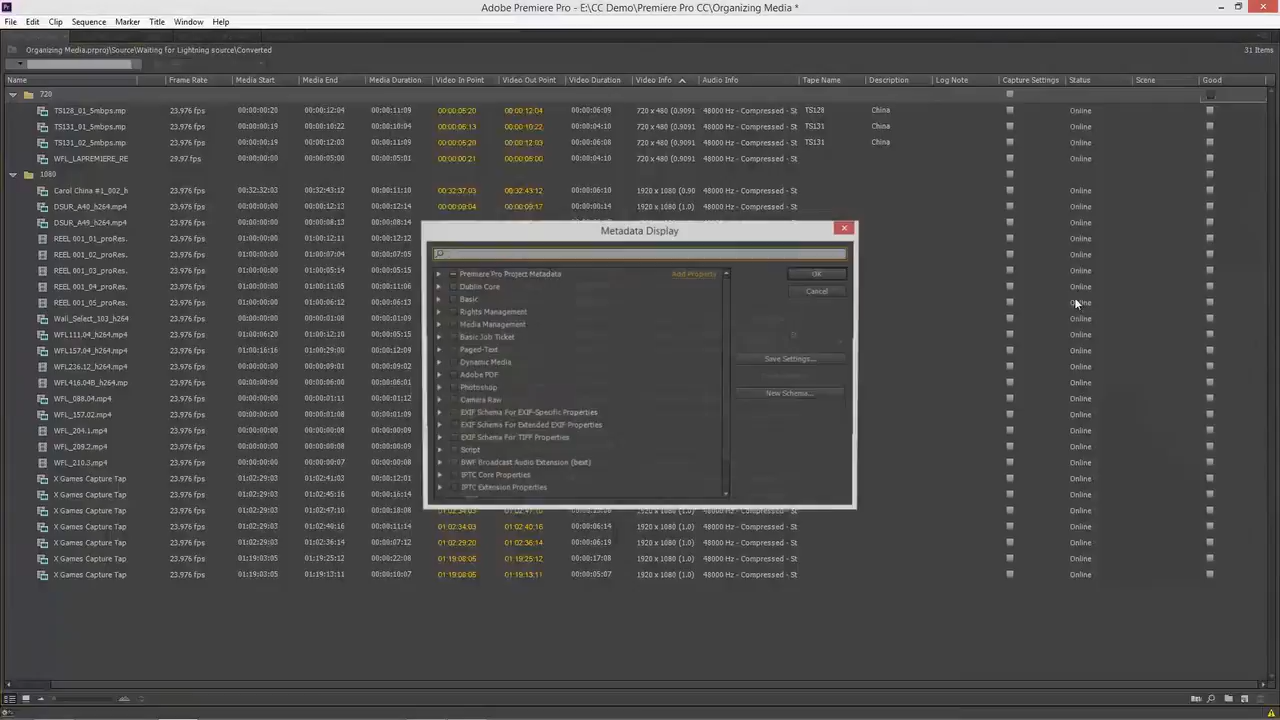 Adobe Premiere Pro - E:\CC Demo\Premiere Pro CC\Organizing Media *
File Edit Clip Sequence Marker Title Window Help
Organizing Media.prproj\Source\Waiting for Lightning source\Converted 31 Items
Name Frame Rate Media Start Media End Media Duration Video In Point Video Out Point Video Duration Video Info Audio Info Tape Name Description Log Note Capture Settings Status Scene Good
720
TS128_01_5mbps.mp 23.976 fps 00:00:00:20 00:00:12:04 00:00:11:09 00:00:05:20 00:00:12:04 00:00:06:09 720 x 480 (0.9091 48000 Hz - Compressed - St TS128 China Online
TS131_01_5mbps.mp 23.976 fps 00:00:00:19 00:00:10:22 00:00:10:04 00:00:06:13 00:00:10:22 00:00:04:10 720 x 480 (0.9091 48000 Hz - Compressed - St TS131 China Online
TS131_02_5mbps.mp 23.976 fps 00:00:00:19 00:00:12:03 00:00:11:09 00:00:05:20 00:00:12:03 00:00:06:08 720 x 480 (0.9091 48000 Hz - Compressed - St TS131 China Online
WFL_LAPREMIERE_RE 29.97 fps 00:00:00:00 00:00:05:00 00:00:05:01 00:00:00:21 00:00:05:00 00:00:04:10 720 x 480 (0.9091 48000 Hz - Compressed - St Online
1080
Carol China #1_002_h 23.976 fps 00:32:32:03 00:32:43:12 00:00:11:10 00:32:37:03 00:32:43:12 00:00:06:10 1920 x 1080 (0.90 48000 Hz - Compressed - St Online
DSUR_A40_h264.mp4 23.976 fps 00:00:00:00 00:00:12:13 00:00:12:14 00:00:09:04 00:00:09:17 00:00:00:14 1920 x 1080 (1.0) 48000 Hz - Compressed - St Online
DSUR_A49_h264.mp4 23.976 fps 00:00:00:00 00:00:08:13 00:00:08:14 Online
REEL 001_01_proRes. 23.976 fps 01:00:00:00 01:00:12:11 00:00:12:12 Online
REEL 001_02_proRes. 23.976 fps 01:00:00:00 01:00:07:04 00:00:07:05 Online
REEL 001_03_proRes. 23.976 fps 01:00:00:00 01:00:05:14 00:00:05:15 Online
REEL 001_04_proRes. 23.976 fps 01:00:00:00 01:00:11:06 00:00:11:07 Online
REEL 001_05_proRes. 23.976 fps 01:00:00:00 01:00:06:12 00:00:06:13 Online
Wall_Select_103_h264 23.976 fps 00:00:00:00 00:00:12:00 00:00:12:01 Online
WFL111.04_h264.mp4 23.976 fps 00:01:06:20 00:01:12:10 00:00:05:15 Online
WFL157.04_h264.mp4 23.976 fps 00:01:16:16 00:01:29:00 00:00:12:09 Online
WFL236.12_h264.mp4 23.976 fps 00:00:00:00 00:00:09:01 00:00:09:02 Online
WFL416.04B_h264.mp 23.976 fps 00:00:00:00 00:00:06:00 00:00:06:01 Online
WFL_088.04.mp4 23.976 fps 00:00:00:00 00:00:01:11 00:00:01:12 Online
WFL_157.02.mp4 23.976 fps 00:00:00:00 00:00:01:08 00:00:01:09 Online
WFL_204.1.mp4 23.976 fps 00:00:00:00 00:00:01:08 00:00:01:09 Online
WFL_209.2.mp4 23.976 fps 00:00:00:00 00:00:01:08 00:00:01:09 Online
WFL_210.3.mp4 23.976 fps 00:00:00:00 00:00:01:08 00:00:01:09 Online
X Games Capture Tap 23.976 fps 01:02:29:03 01:02:41:03 00:00:12:01 Online
X Games Capture Tap 23.976 fps 01:02:29:03 01:02:45:16 00:00:16:14 Online
X Games Capture Tap 23.976 fps 01:02:29:03 01:02:47:10 00:00:18:08 01:02:34:03 1920 x 1080 (1.0) 48000 Hz - Compressed - St Online
X Games Capture Tap 23.976 fps 01:02:29:03 01:02:40:16 00:00:11:14 01:02:34:03 01:02:40:16 00:00:06:14 1920 x 1080 (1.0) 48000 Hz - Compressed - St Online
X Games Capture Tap 23.976 fps 01:02:29:03 01:02:36:14 00:00:07:12 01:02:29:20 01:02:36:14 00:00:06:19 1920 x 1080 (1.0) 48000 Hz - Compressed - St Online
X Games Capture Tap 23.976 fps 01:19:03:05 01:19:25:12 00:00:22:08 01:19:08:05 01:19:25:12 00:00:17:08 1920 x 1080 (1.0) 48000 Hz - Compressed - St Online
X Games Capture Tap 23.976 fps 01:19:03:05 01:19:13:11 00:00:10:07 01:19:08:05 01:19:13:11 00:00:05:07 1920 x 1080 (1.0) 48000 Hz - Compressed - St Online
Metadata Display
Premiere Pro Project Metadata Add Property OK
Dublin Core Cancel
Basic
Rights Management
Media Management
Basic Job Ticket
Paged-Text
Dynamic Media Save Settings...
Adobe PDF
Photoshop New Schema...
Camera Raw
EXIF Schema For EXIF-Specific Properties
EXIF Schema For Extended EXIF Properties
EXIF Schema For TIFF Properties
Script
BWF Broadcast Audio Extension (bext)
IPTC Core Properties
IPTC Extension Properties